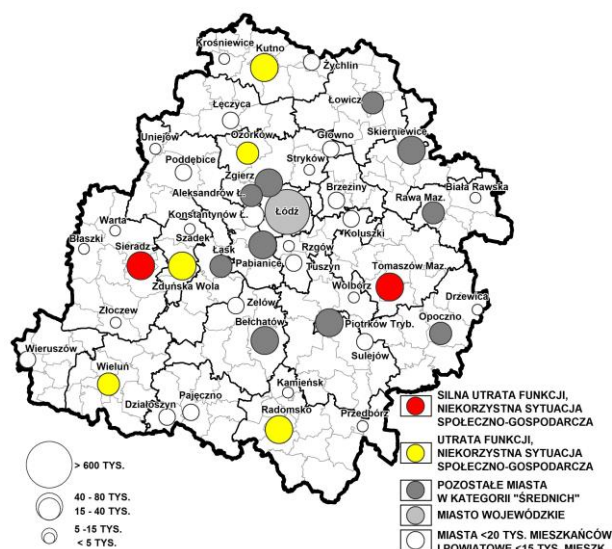 Krośniewice
Kutno
Żychlin
Łowicz
Łęczyca
Skierniewice
Uniejów
Ozorków
Głowno
Poddębice
Zgierz
Stryków
Aleksandrów Ł.
Brzeziny
Rawa Maz.
Biała Rawska
Warta
Konstantynów Ł.
Łódź
Koluszki
Błaszki
Sieradz
Szadek
Łask
Pabianice
Rzgów
Tuszyn
Tomaszów Maz.
Zduńska Wola
Wolbórz
Drzewica
Złoczew
Zelów
Bełchatów
Piotrków Tryb.
Opoczno
Wieruszów
Sulejów
Wieluń
Kamieńsk
Działoszyn
Pajęczno
Radomsko
Przedbórz
> 600 TYS.
40 - 80 TYS.
15 - 40 TYS.
5 -15 TYS.
< 5 TYS.
SILNA UTRATA FUNKCJI,
NIEKORZYSTNA SYTUACJA
SPOŁECZNO-GOSPODARCZA
UTRATA FUNKCJI,
NIEKORZYSTNA SYTUACJA
SPOŁECZNO-GOSPODARCZA
POZOSTAŁE MIASTA
W KATEGORII "ŚREDNICH"
MIASTO WOJEWÓDZKIE
MIASTA <20 TYS. MIESZKAŃCÓW
I POWIATOWE <15 TYS. MIESZK.